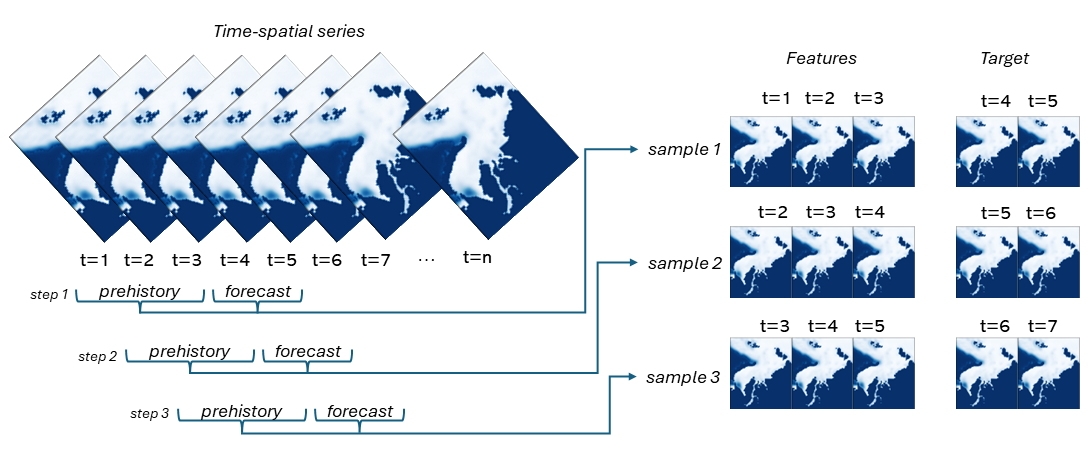 Time-spatial series
t=1 t=2 t=3 t=4 t=5 t=6 t=7 ... t=n
step 1 prehistory forecast
step 2 prehistory forecast
step 3 prehistory forecast
Features Target
t=1 t=2 t=3 t=4 t=5
sample 1
t=2 t=3 t=4 t=5 t=6
sample 2
t=3 t=4 t=5 t=6 t=7
sample 3